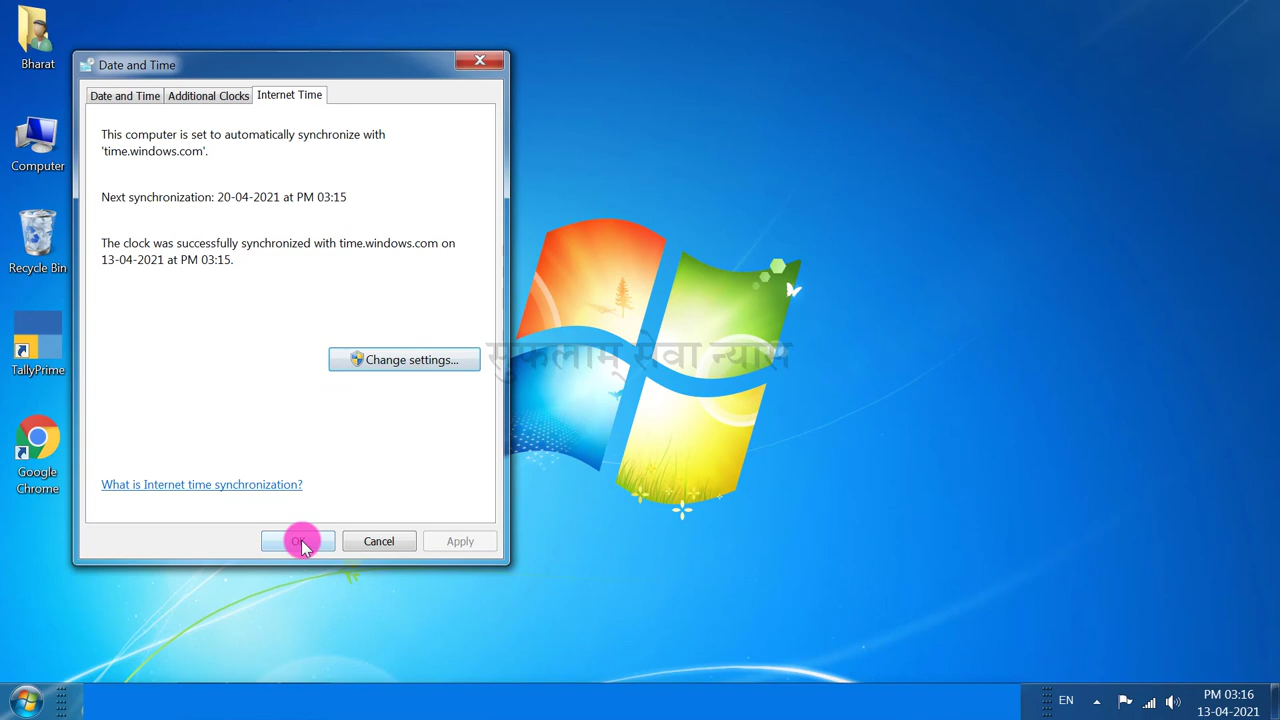 Bharat
Computer
Recycle Bin
TallyPrime
Google
Chrome
Date and Time
Date and Time
Additional Clocks
Internet Time
This computer is set to automatically synchronize with
'time.windows.com'.
Next synchronization: 20-04-2021 at PM 03:15
The clock was successfully synchronized with time.windows.com on
13-04-2021 at PM 03:15.
Change settings...
What is Internet time synchronization?
OK
Cancel
Apply
सुफलाम् सेवा न्यास
EN
PM 03:16
13-04-2021